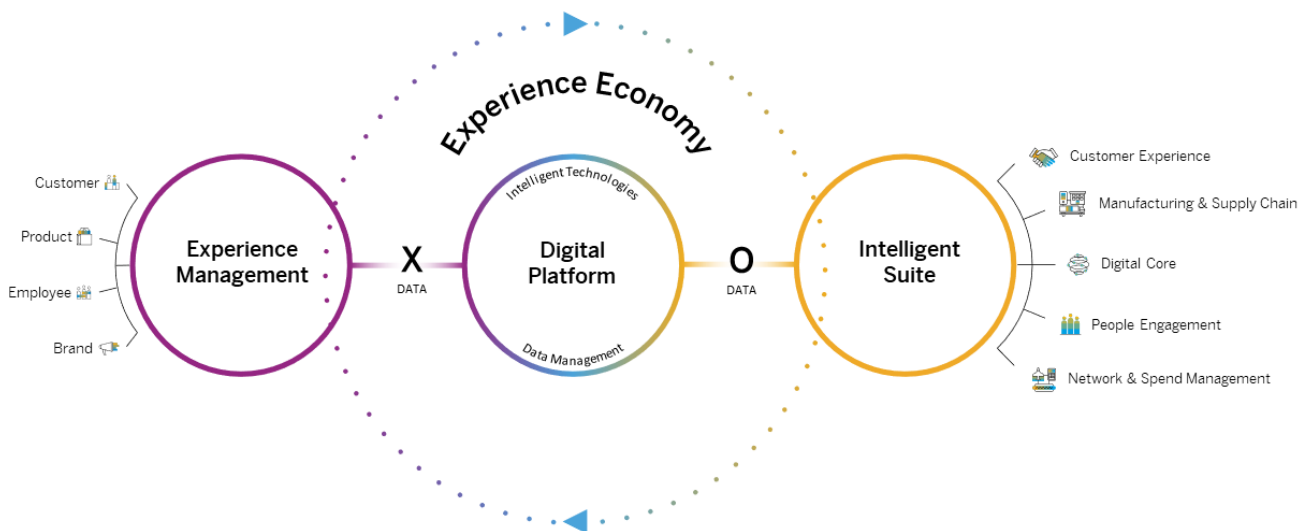 Experience Economy
Customer
Product
Employee
Brand
Experience
Management
X
DATA
Intelligent Technologies
Digital
Platform
Data Management
O
DATA
Intelligent
Suite
Customer Experience
Manufacturing & Supply Chain
Digital Core
People Engagement
Network & Spend Management